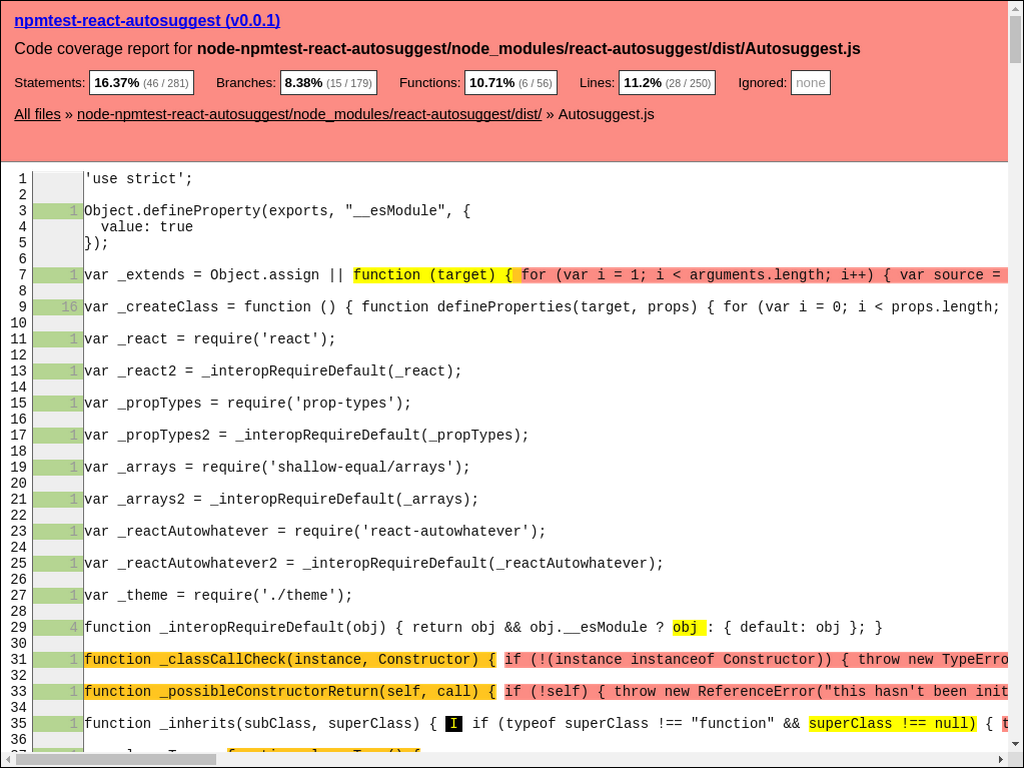 npmtest-react-autosuggest (v0.0.1)
Code coverage report for node-npmtest-react-autosuggest/node_modules/react-autosuggest/dist/Autosuggest.js
Statements: 16.37% (46 / 281) Branches: 8.38% (15 / 179) Functions: 10.71% (6 / 56) Lines: 11.2% (28 / 250) Ignored: none
All files » node-npmtest-react-autosuggest/node_modules/react-autosuggest/dist/ » Autosuggest.js
1 'use strict';
2
3 1 Object.defineProperty(exports, "__esModule", {
4 value: true
5 });
6
7 1 var _extends = Object.assign || function (target) { for (var i = 1; i < arguments.length; i++) { var source =
8
9 16 var _createClass = function () { function defineProperties(target, props) { for (var i = 0; i < props.length;
10
11 1 var _react = require('react');
12
13 1 var _react2 = _interopRequireDefault(_react);
14
15 1 var _propTypes = require('prop-types');
16
17 1 var _propTypes2 = _interopRequireDefault(_propTypes);
18
19 1 var _arrays = require('shallow-equal/arrays');
20
21 1 var _arrays2 = _interopRequireDefault(_arrays);
22
23 1 var _reactAutowhatever = require('react-autowhatever');
24
25 1 var _reactAutowhatever2 = _interopRequireDefault(_reactAutowhatever);
26
27 1 var _theme = require('./theme');
28
29 4 function _interopRequireDefault(obj) { return obj && obj.__esModule ? obj : { default: obj }; }
30
31 1 function _classCallCheck(instance, Constructor) { if (!(instance instanceof Constructor)) { throw new TypeErro
32
33 1 function _possibleConstructorReturn(self, call) { if (!self) { throw new ReferenceError("this hasn't been init
34
35 1 function _inherits(subClass, superClass) { I if (typeof superClass !== "function" && superClass !== null) { t
36